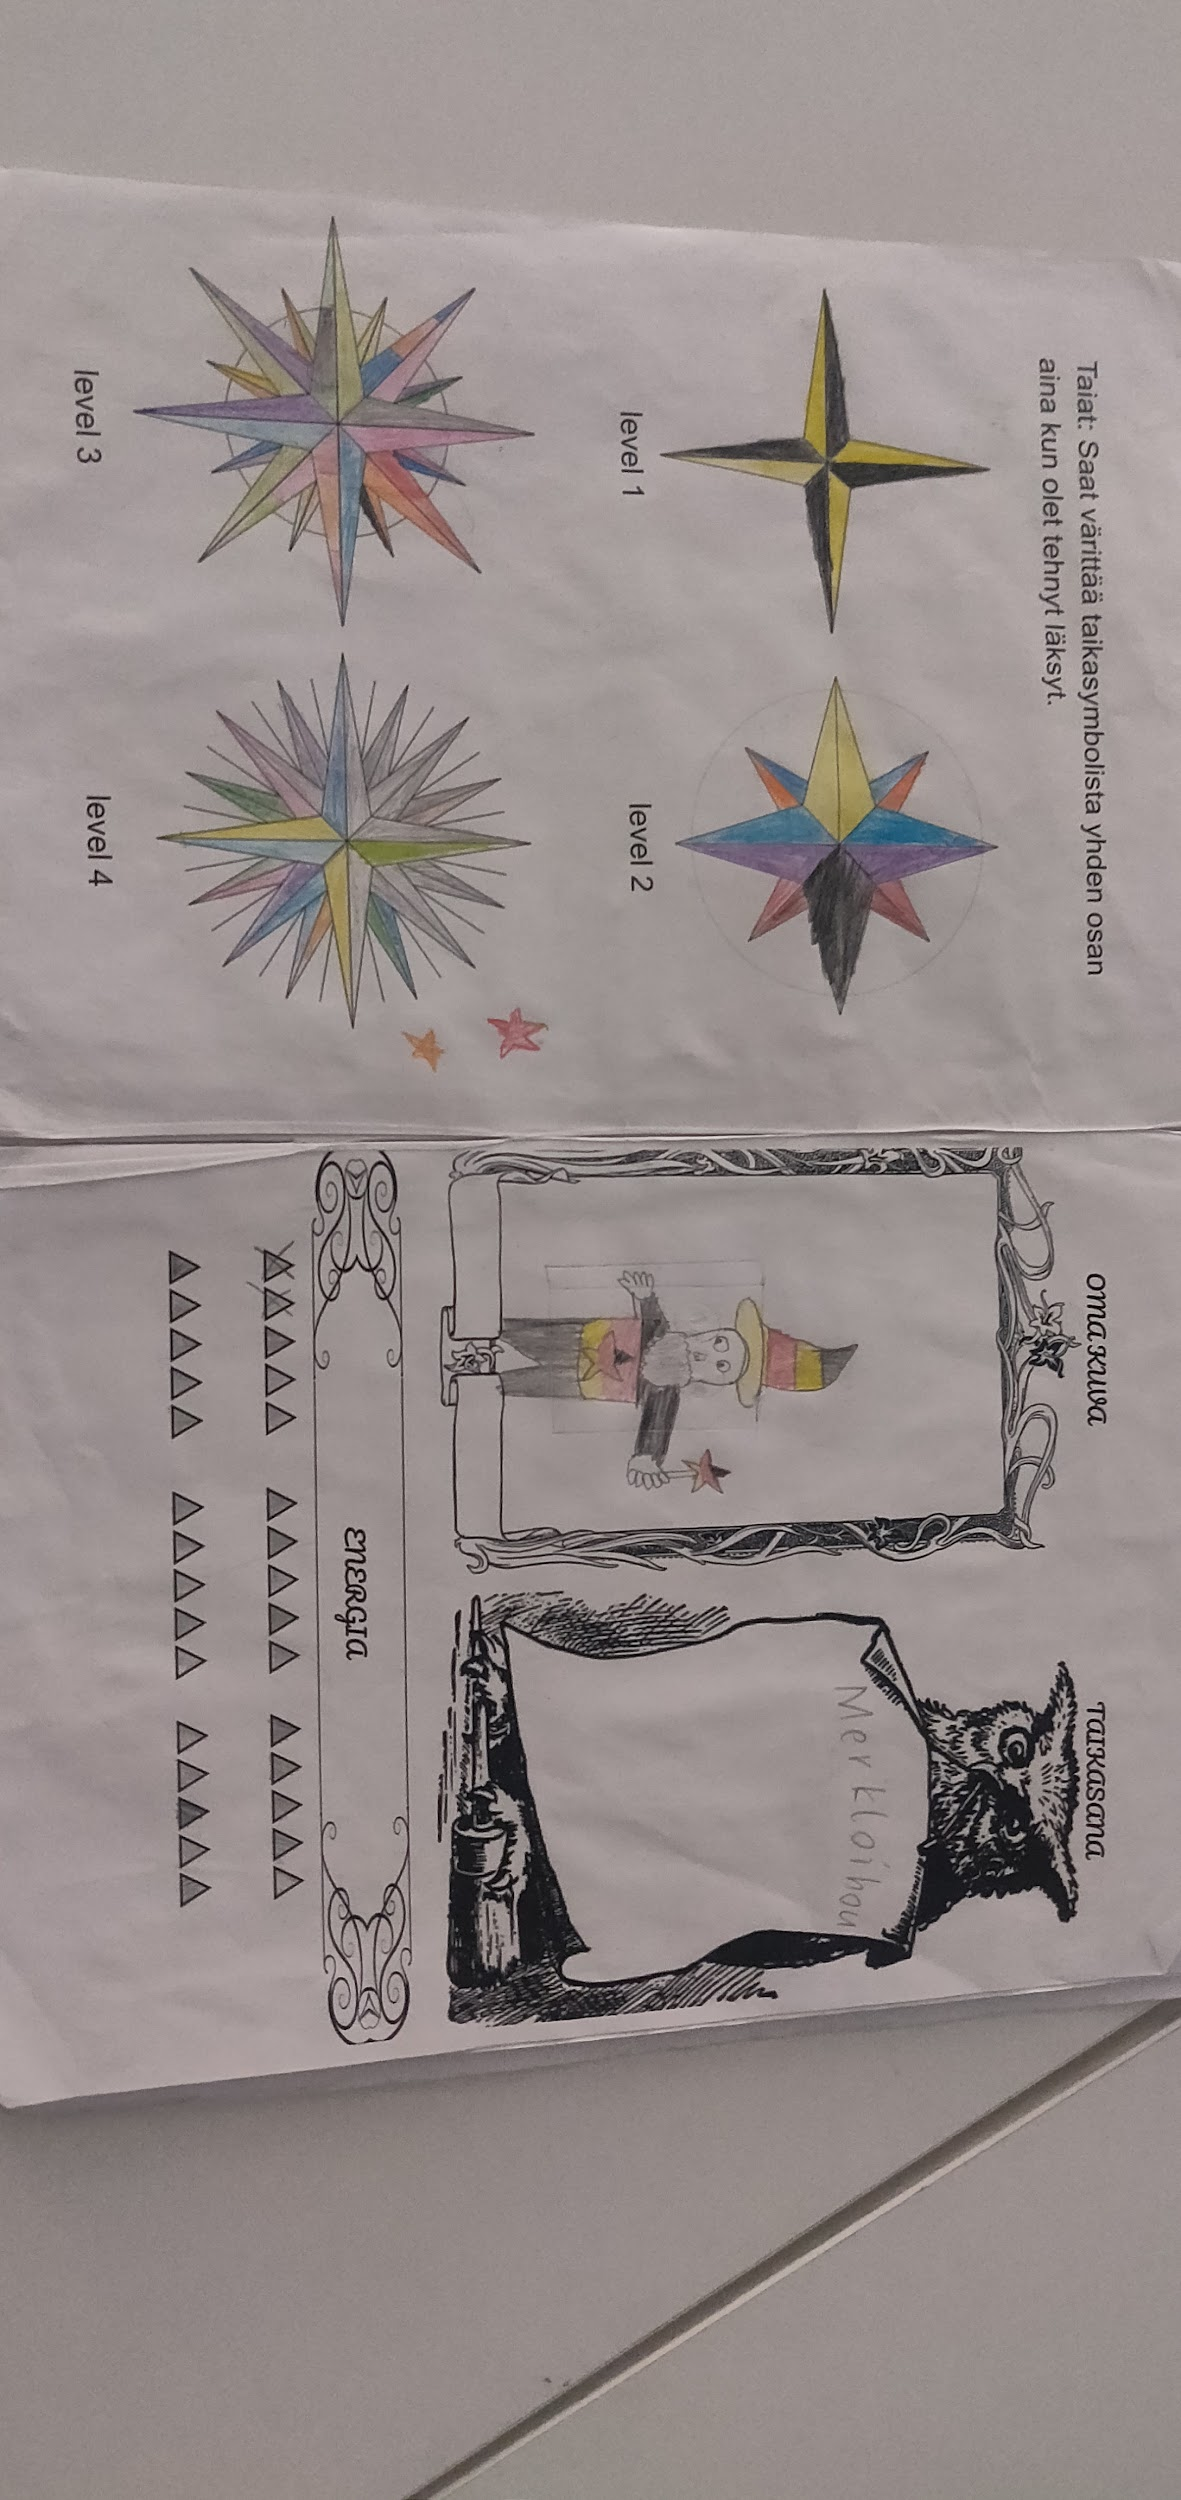 Taiat: Saat värittää taikasymbolista yhden osan
aina kun olet tehnyt läksyt.
level 1
level 2
level 3
level 4
OMAKUVA
TAIKASANA
Merkloihou
ENERGIA